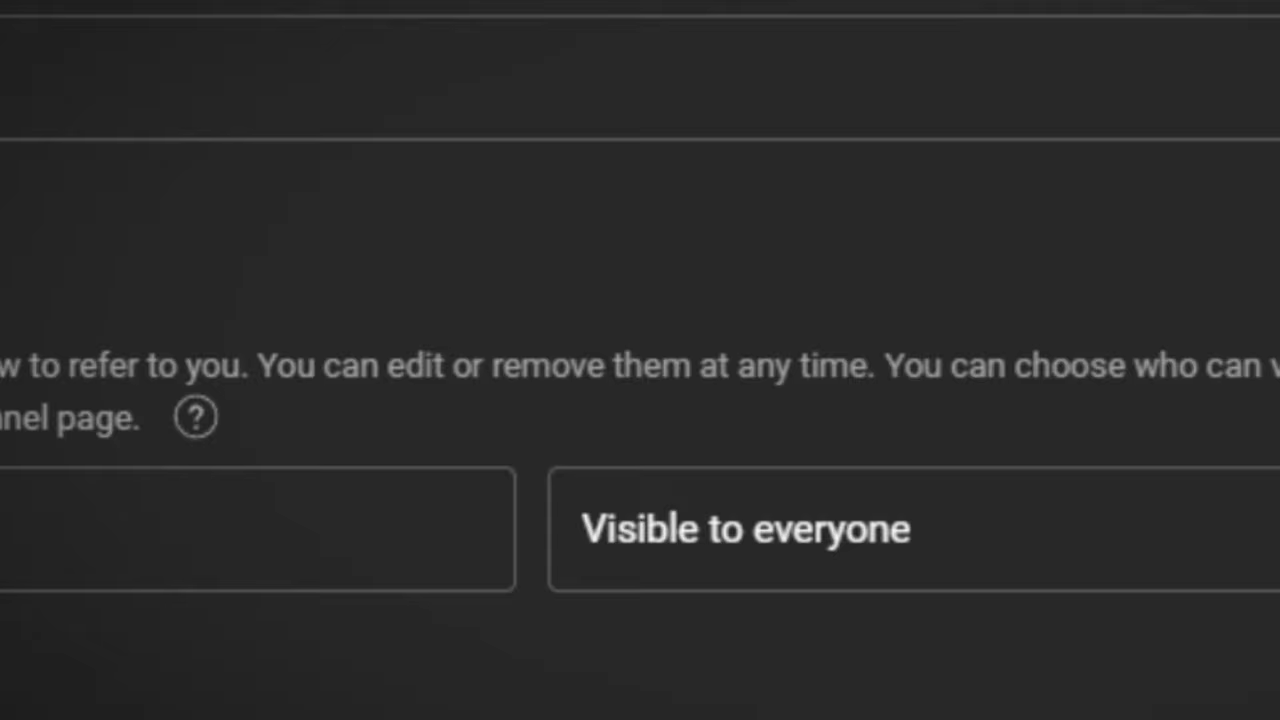 to refer to you. You can edit or remove them at any time. You can choose who can
page. ?
Visible to everyone